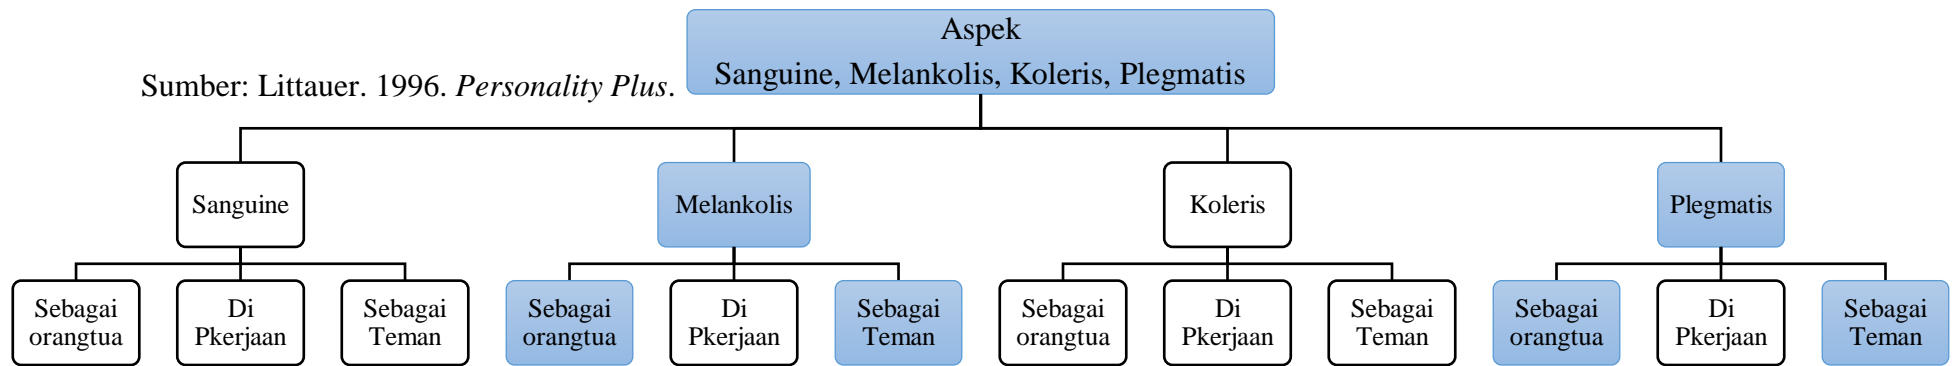 Aspek
Sanguine, Melankolis, Koleris, Plegmatis
Sumber: Littauer. 1996. Personality Plus.
Sanguine
Melankolis
Koleris
Plegmatis
Sebagai
orangtua
Di
Pkerjaan
Sebagai
Teman
Sebagai
orangtua
Di
Pkerjaan
Sebagai
Teman
Sebagai
orangtua
Di
Pkerjaan
Sebagai
Teman
Sebagai
orangtua
Di
Pkerjaan
Sebagai
Teman